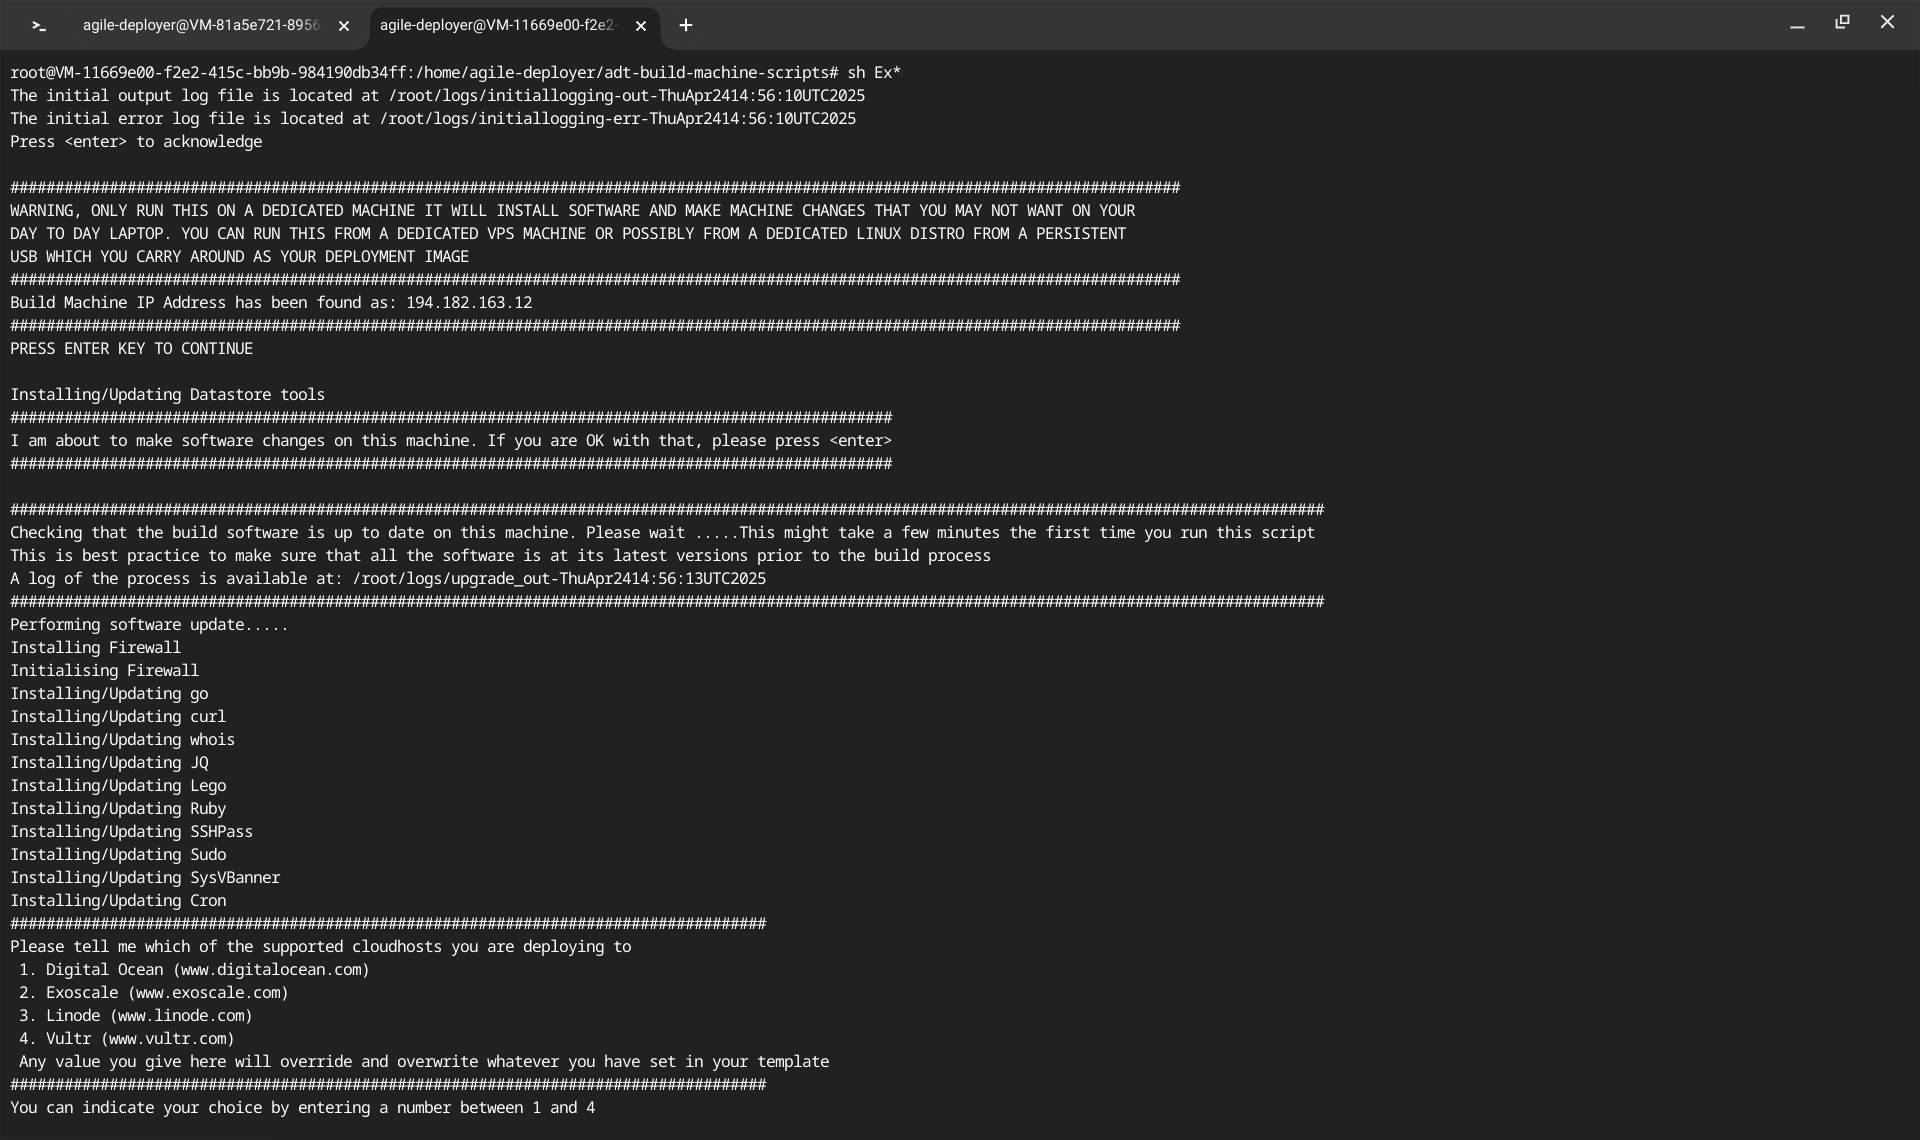 agile-deployer@VM-81a5e721-8956
agile-deployer@VM-11669e00-f2e2-
root@VM-11669e00-f2e2-415c-bb9b-984190db34ff:/home/agile-deployer/adt-build-machine-scripts# sh Ex*
The initial output log file is located at /root/logs/initiallogging-out-ThuApr2414:56:10UTC2025
The initial error log file is located at /root/logs/initiallogging-err-ThuApr2414:56:10UTC2025
Press <enter> to acknowledge
##################################################################################################################################
WARNING, ONLY RUN THIS ON A DEDICATED MACHINE IT WILL INSTALL SOFTWARE AND MAKE MACHINE CHANGES THAT YOU MAY NOT WANT ON YOUR
DAY TO DAY LAPTOP. YOU CAN RUN THIS FROM A DEDICATED VPS MACHINE OR POSSIBLY FROM A DEDICATED LINUX DISTRO FROM A PERSISTENT
USB WHICH YOU CARRY AROUND AS YOUR DEPLOYMENT IMAGE
##################################################################################################################################
Build Machine IP Address has been found as: 194.182.163.12
##################################################################################################################################
PRESS ENTER KEY TO CONTINUE
Installing/Updating Datastore tools
##################################################################################################
I am about to make software changes on this machine. If you are OK with that, please press <enter>
##################################################################################################
##################################################################################################################################################
Checking that the build software is up to date on this machine. Please wait .....This might take a few minutes the first time you run this script
This is best practice to make sure that all the software is at its latest versions prior to the build process
A log of the process is available at: /root/logs/upgrade_out-ThuApr2414:56:13UTC2025
##################################################################################################################################################
Performing software update.....
Installing Firewall
Initialising Firewall
Installing/Updating go
Installing/Updating curl
Installing/Updating whois
Installing/Updating JQ
Installing/Updating Lego
Installing/Updating Ruby
Installing/Updating SSHPass
Installing/Updating Sudo
Installing/Updating SysVBanner
Installing/Updating Cron
####################################################################################
Please tell me which of the supported cloudhosts you are deploying to
1. Digital Ocean (www.digitalocean.com)
2. Exoscale (www.exoscale.com)
3. Linode (www.linode.com)
4. Vultr (www.vultr.com)
Any value you give here will override and overwrite whatever you have set in your template
####################################################################################
You can indicate your choice by entering a number between 1 and 4